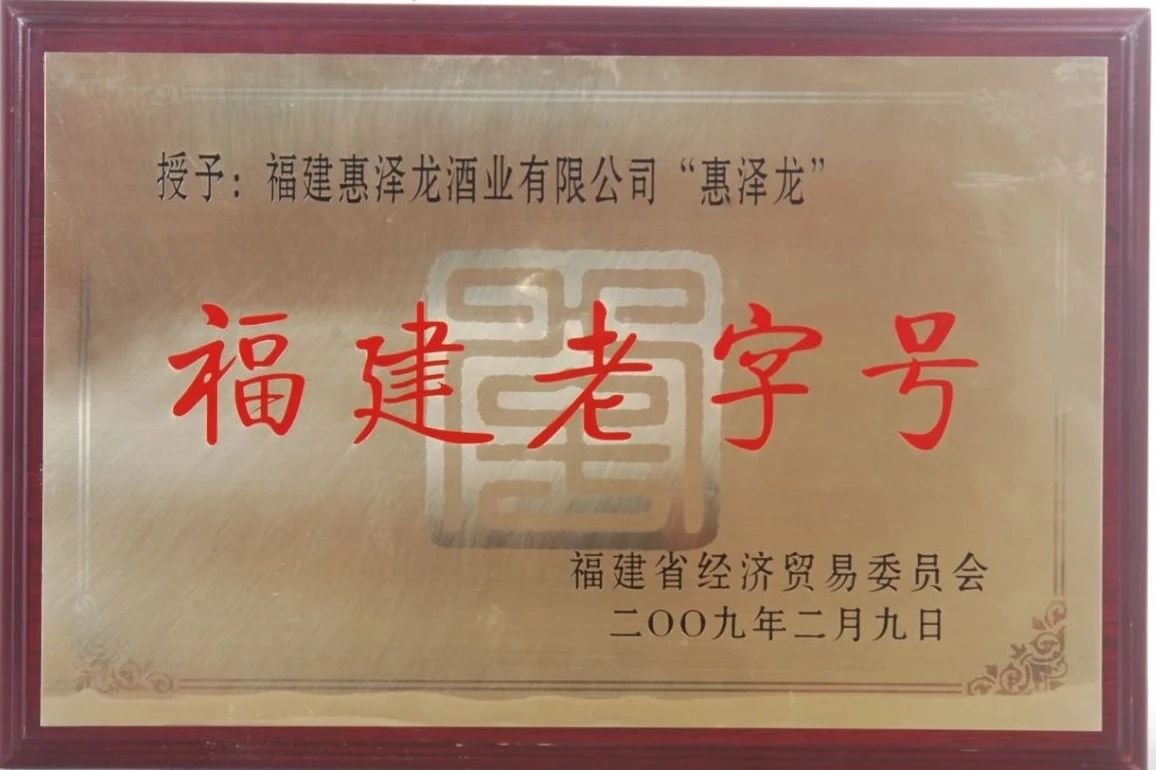 授予：福建惠泽龙酒业有限公司“惠泽龙”
福建老字号
福建省经济贸易委员会
二〇〇九年二月九日